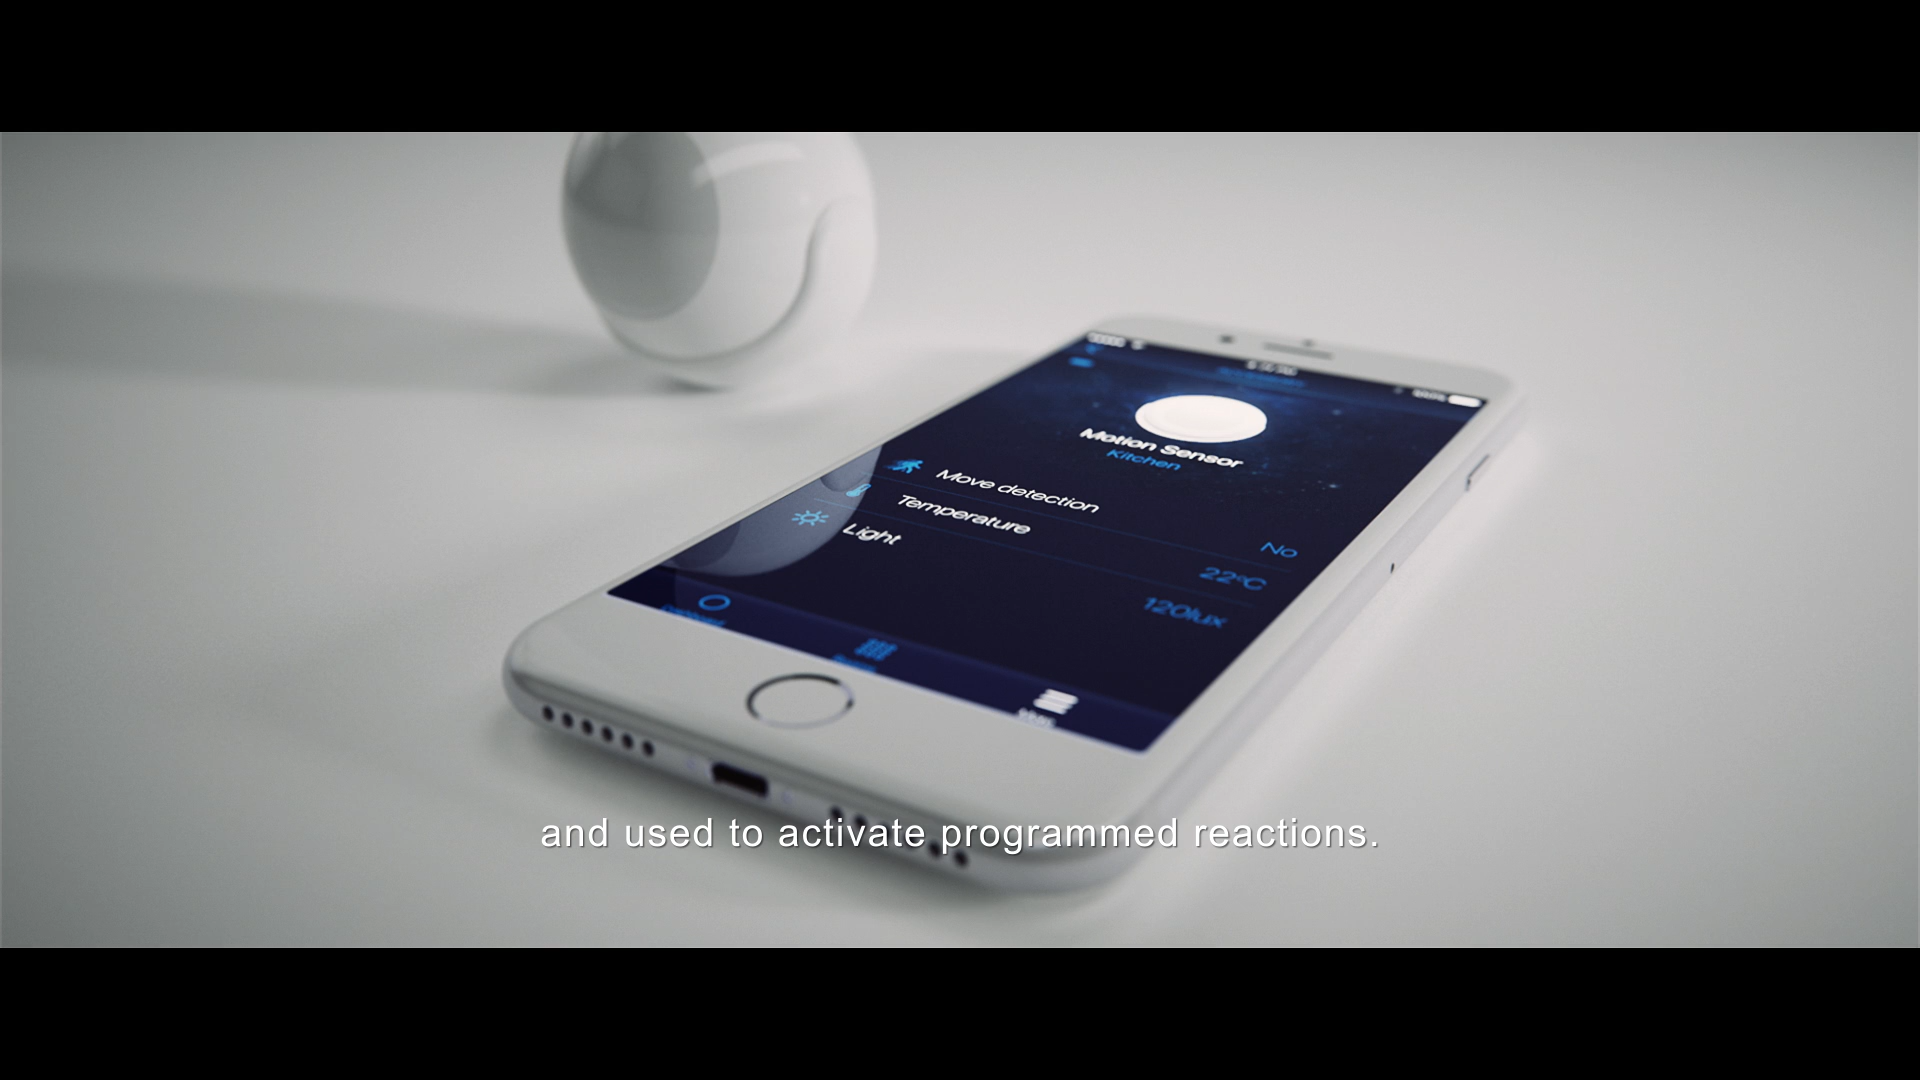 Motion Sensor
Kitchen
Move detection
No
Temperature
22°C
Light
120lux
and used to activate programmed reactions.